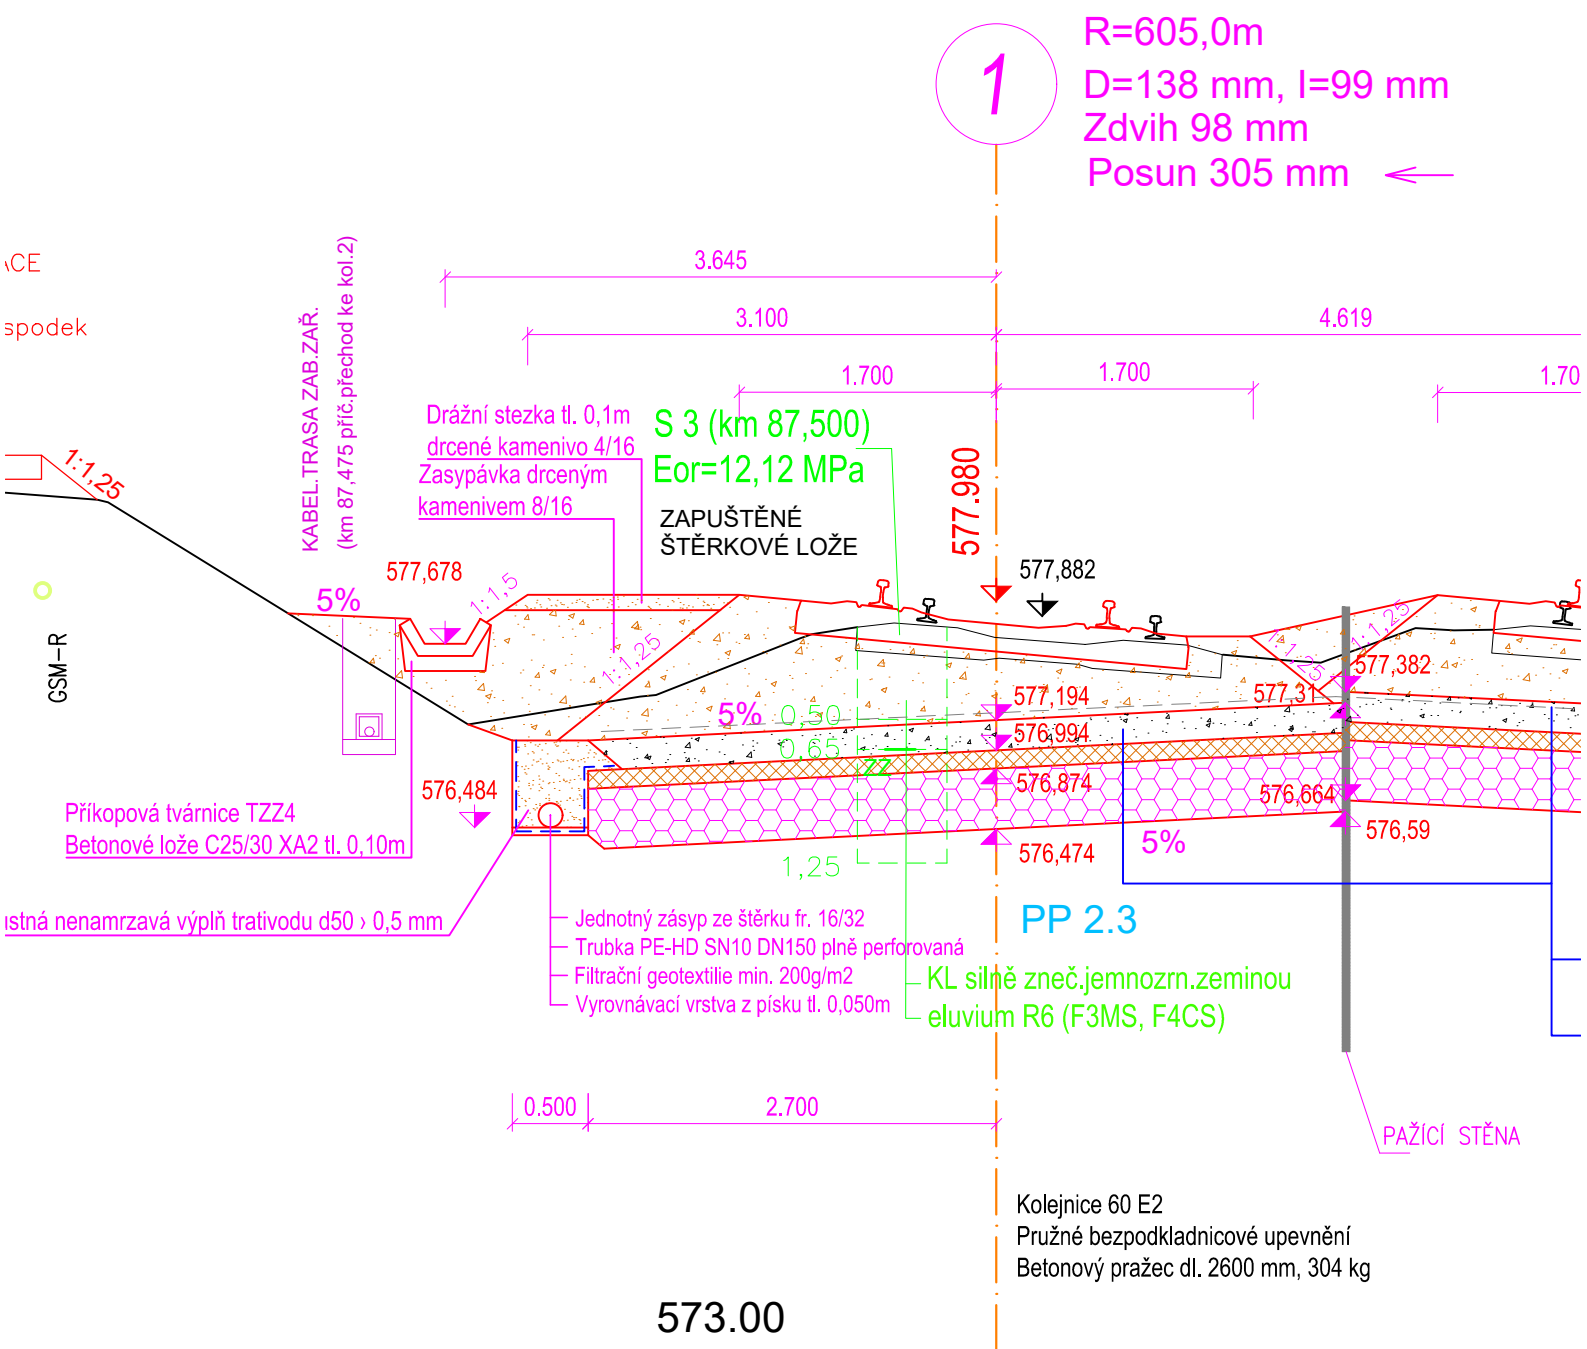 1
R=605,0m
D=138 mm, I=99 mm
Zdvih 98 mm
Posun 305 mm
spodek
KABEL.TRASA ZAB.ZAŘ.
(km 87,475 příč.přechod ke kol.2)
3.645
3.100
4.619
1.700
1.700
1.70
Drážní stezka tl. 0,1m
drcené kamenivo 4/16
Zasypávka drceným
kamenivem 8/16
S 3 (km 87,500)
Eor=12,12 MPa
ZAPUŠTĚNÉ
ŠTĚRKOVÉ LOŽE
577.980
577,882
1:1,25
577,678
1:1,5
5%
GSM-R
1:1,25
1:1,25
1:1,25
577,382
577,194
577,31
5%
0,50
576,994
0,65
ZZ
576,874
576,664
576,484
576,59
576,474
5%
1,25
Příkopová tvárnice TZZ4
Betonové lože C25/30 XA2 tl. 0,10m
nenamrzavá výplň trativodu d50 › 0,5 mm
Jednotný zásyp ze štěrku fr. 16/32
Trubka PE-HD SN10 DN150 plně perforovaná
Filtrační geotextilie min. 200g/m2
Vyrovnávací vrstva z písku tl. 0,050m
PP 2.3
KL silně zneč.jemnozrn.zeminou
eluvium R6 (F3MS, F4CS)
0.500
2.700
PAŽÍCÍ STĚNA
Kolejnice 60 E2
Pružné bezpodkladnicové upevnění
Betonový pražec dl. 2600 mm, 304 kg
573.00